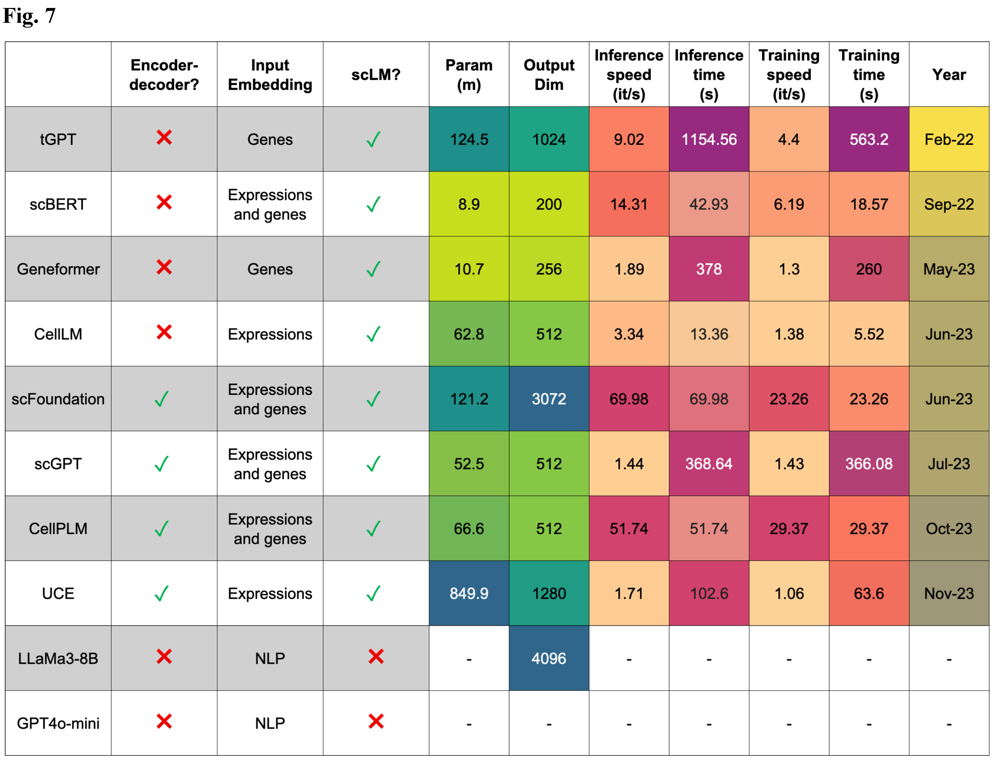 Fig. 7
Encoder-decoder? Input Embedding scLM? Param (m) Output Dim Inference speed (it/s) Inference time (s) Training speed (it/s) Training time (s) Year
tGPT ✕ Genes ✓ 124.5 1024 9.02 1154.56 4.4 563.2 Feb-22
scBERT ✕ Expressions and genes ✓ 8.9 200 14.31 42.93 6.19 18.57 Sep-22
Geneformer ✕ Genes ✓ 10.7 256 1.89 378 1.3 260 May-23
CellLM ✕ Expressions ✓ 62.8 512 3.34 13.36 1.38 5.52 Jun-23
scFoundation ✓ Expressions and genes ✓ 121.2 3072 69.98 69.98 23.26 23.26 Jun-23
scGPT ✓ Expressions and genes ✓ 52.5 512 1.44 368.64 1.43 366.08 Jul-23
CellPLM ✓ Expressions and genes ✓ 66.6 512 51.74 51.74 29.37 29.37 Oct-23
UCE ✓ Expressions ✓ 849.9 1280 1.71 102.6 1.06 63.6 Nov-23
LLaMa3-8B ✕ NLP ✕ - 4096 - - - - -
GPT4o-mini ✕ NLP ✕ - - - - - - -